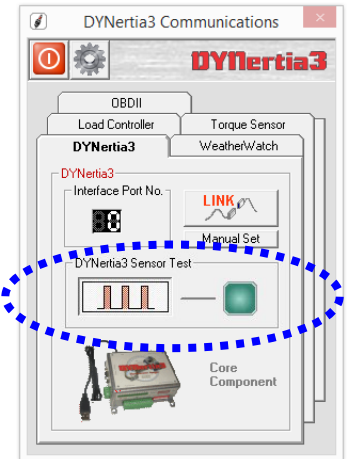 DYNertia3 Communications
DYNertia3
OBDII
Load Controller
Torque Sensor
DYNertia3
WeatherWatch
DYNertia3
Interface Port No.
0
LINK
Manual Set
DYNertia3 Sensor Test
Core
Component